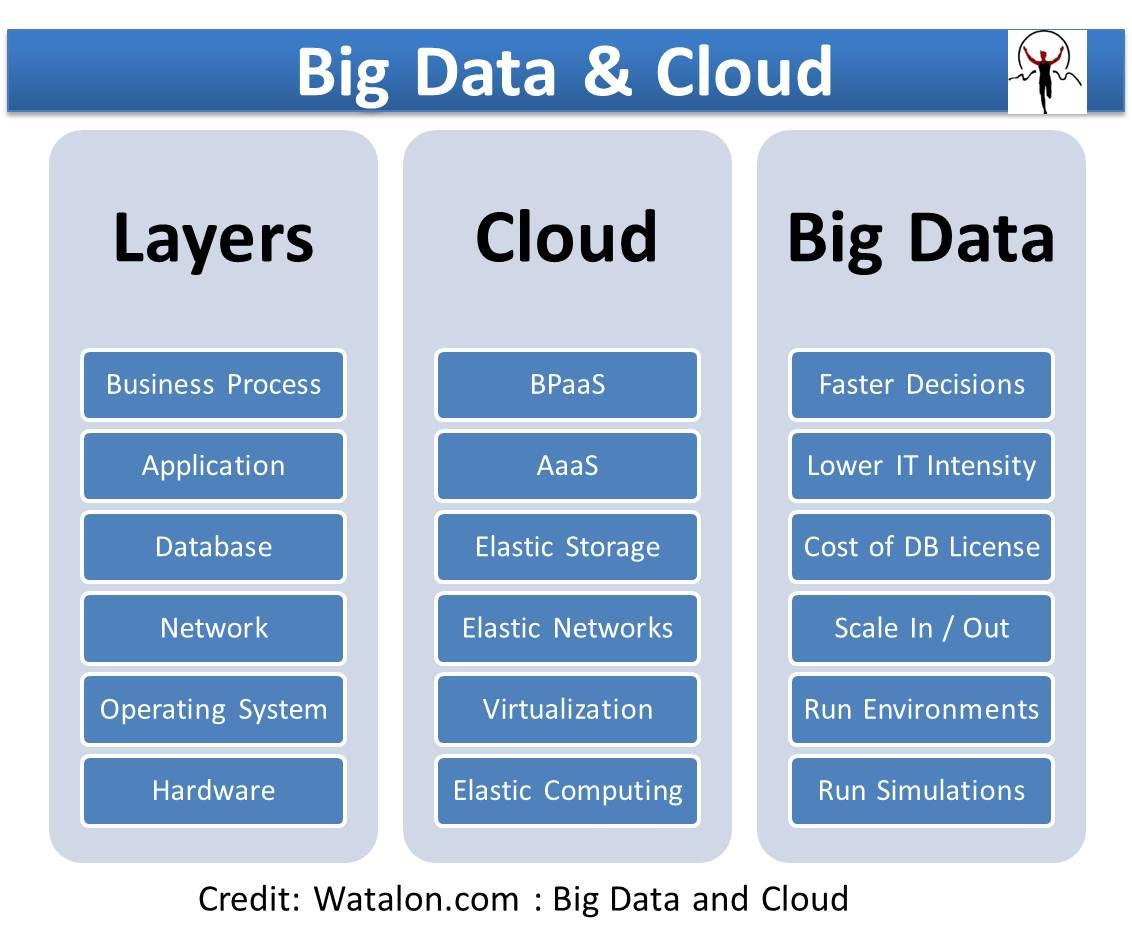 Big Data & Cloud
Layers
Business Process
Application
Database
Network
Operating System
Hardware
Cloud
BPaaS
AaaS
Elastic Storage
Elastic Networks
Virtualization
Elastic Computing
Big Data
Faster Decisions
Lower IT Intensity
Cost of DB License
Scale In / Out
Run Environments
Run Simulations
Credit: Watalon.com : Big Data and Cloud